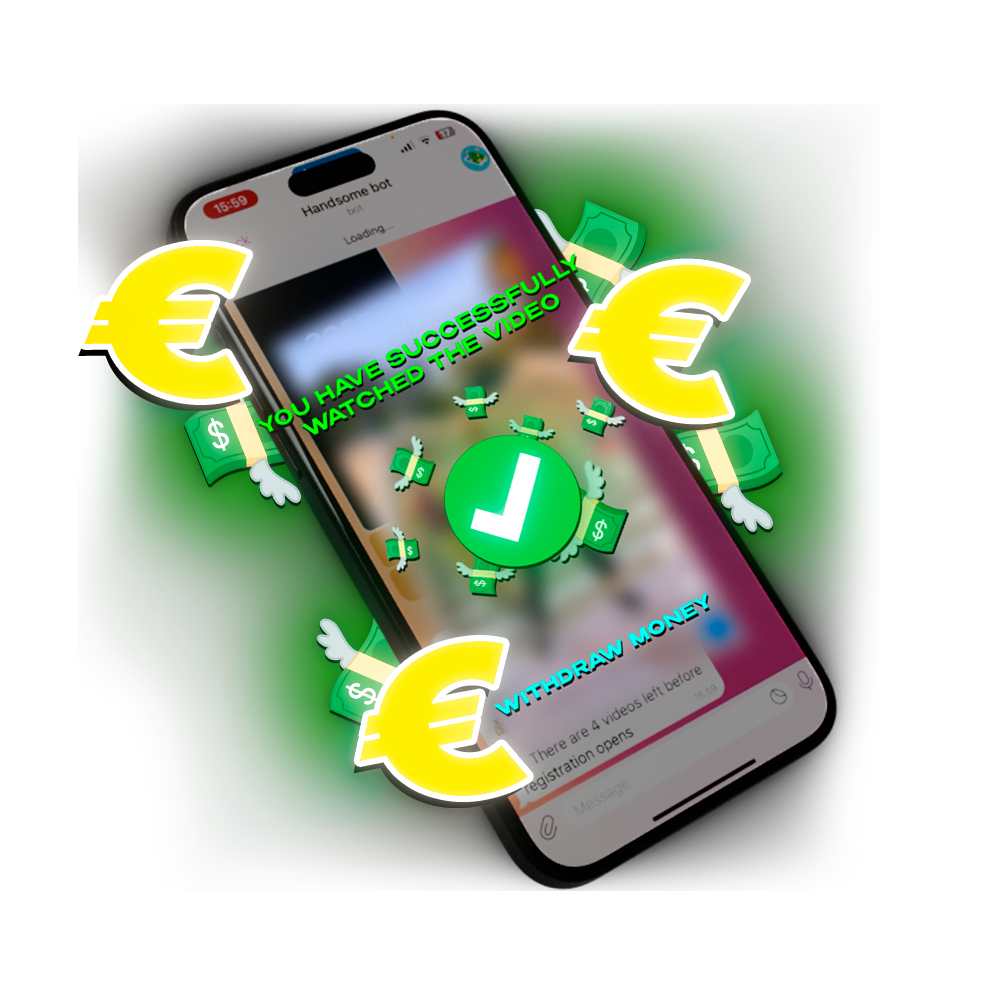 15:59
37
Handsome bot
bot
Loading...
YOU HAVE SUCCESSFULLY
WATCHED THE VIDEO
WITHDRAW MONEY
There are 4 videos left before
registration opens
15:59
Message